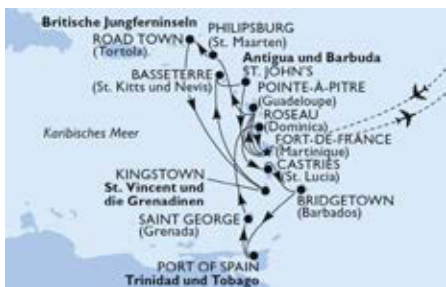 Britische Jungferninseln
PHILIPSBURG
(St. Maarten)
ROAD TOWN
(Tortola)
Antigua und Barbuda
ST. JOHN'S
BASSETERRE
(St. Kitts und Nevis)
POINTE-À-PITRE
(Guadeloupe)
ROSEAU
(Dominica)
Karibisches Meer
FORT-DE-FRANCE
(Martinique)
CASTRIES
(St. Lucia)
KINGSTOWN
St. Vincent und
die Grenadinen
BRIDGETOWN
(Barbados)
SAINT GEORGE
(Grenada)
PORT OF SPAIN
Trinidad und Tobago